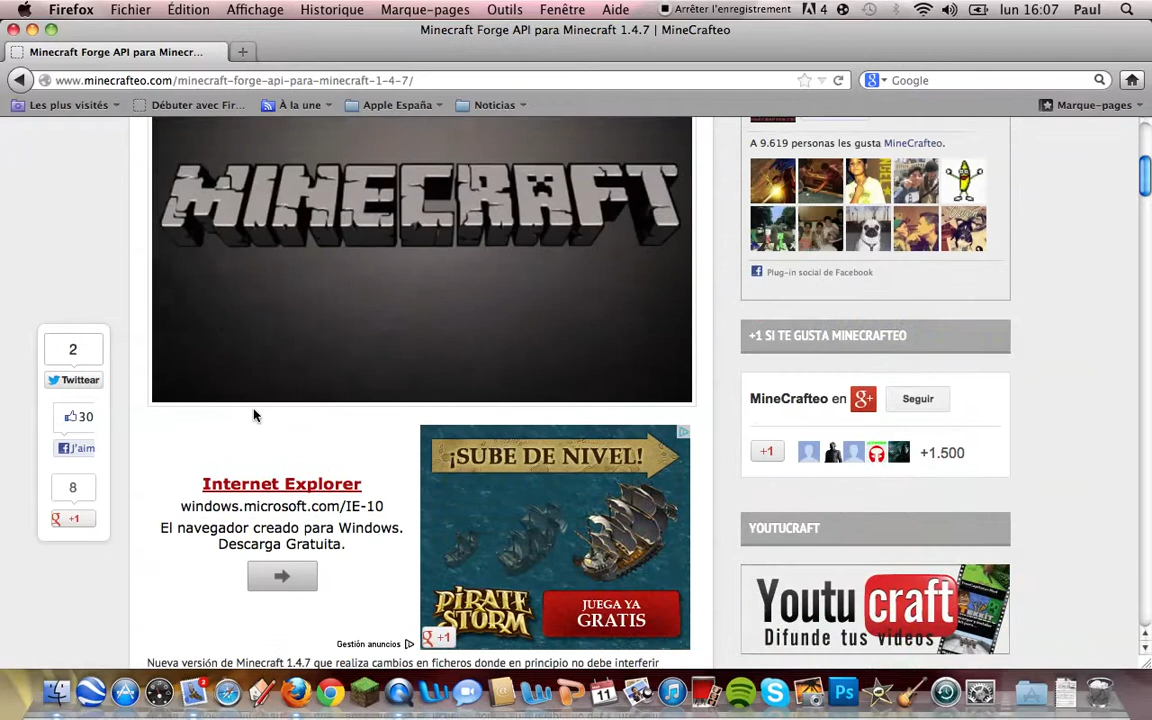 Firefox Fichier Édition Affichage Historique Marque-pages Outils Fenêtre Aide Arrêter l'enregistrement 4 lun 16:07 Paul
Minecraft Forge API para Minecraft 1.4.7 | MineCrafteo
Minecraft Forge API para Minecr...
www.minecrafteo.com/minecraft-forge-api-para-minecraft-1-4-7/
Google
Les plus visités Débuter avec Fir... À la une Apple España Noticias Marque-pages
MINECRAFT
A 9.619 personas les gusta MineCrafteo.
Plug-in social de Facebook
+1 SI TE GUSTA MINECRAFTEO
MineCrafteo en g+ Seguir
+1 +1.500
YOUTUCRAFT
Youtucraft
Difunde tus videos
2
Twittear
30
J'aim
8
+1
Internet Explorer
windows.microsoft.com/IE-10
El navegador creado para Windows.
Descarga Gratuita.
Gestión anuncios
¡SUBE DE NIVEL!
PIRATE STORM
JUEGA YA
GRATIS
+1
Nueva versión de Minecraft 1.4.7 que realiza cambios en ficheros donde en principio no debe interferir
2
11
Ps